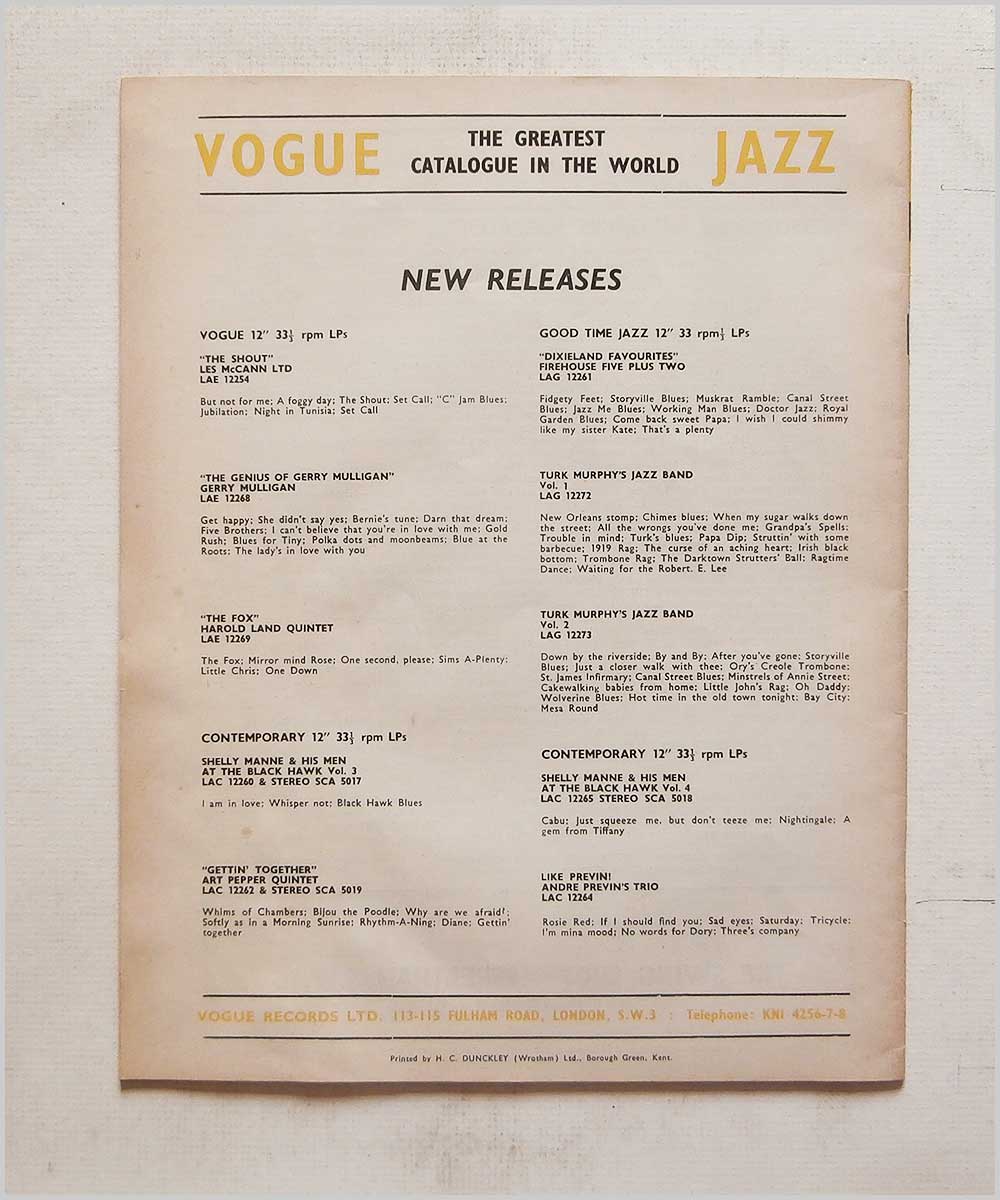 VOGUE THE GREATEST CATALOGUE IN THE WORLD JAZZ
NEW RELEASES
VOGUE 12" 33⅓ rpm LPs
"THE SHOUT"
LES McCANN LTD
LAE 12254
But not for me; A foggy day; The Shout; Set Call; "C" Jam Blues;
Jubilation; Night in Tunisia; Set Call
"THE GENIUS OF GERRY MULLIGAN"
GERRY MULLIGAN
LAE 12268
Get happy; She didn't say yes; Bernie's tune; Darn that dream;
Five Brothers; I can't believe that you're in love with me; Gold
Rush; Blues for Tiny; Polka dots and moonbeams; Blue at the
Roots; The lady's in love with you
"THE FOX"
HAROLD LAND QUINTET
LAE 12269
The Fox; Mirror mind Rose; One second, please; Sims A-Plenty;
Little Chris; One Down
CONTEMPORARY 12" 33⅓ rpm LPs
SHELLY MANNE & HIS MEN
AT THE BLACK HAWK Vol. 3
LAC 12260 & STEREO SCA 5017
I am in love; Whisper not; Black Hawk Blues
"GETTIN' TOGETHER"
ART PEPPER QUINTET
LAC 12262 & STEREO SCA 5019
Whims of Chambers; Bijou the Poodle; Why are we afraid?;
Softly as in a Morning Sunrise; Rhythm-A-Ning; Diane; Gettin'
together
GOOD TIME JAZZ 12" 33 rpm⅓ LPs
"DIXIELAND FAVOURITES"
FIREHOUSE FIVE PLUS TWO
LAG 12261
Fidgety Feet; Storyville Blues; Muskrat Ramble; Canal Street
Blues; Jazz Me Blues; Working Man Blues; Doctor Jazz; Royal
Garden Blues; Come back sweet Papa; I wish I could shimmy
like my sister Kate; That's a plenty
TURK MURPHY'S JAZZ BAND
Vol. 1
LAG 12272
New Orleans stomp; Chimes blues; When my sugar walks down
the street; All the wrongs you've done me; Grandpa's Spells;
Trouble in mind; Turk's blues; Papa Dip; Struttin' with some
barbecue; 1919 Rag; The curse of an aching heart; Irish black
bottom; Trombone Rag; The Darktown Strutters' Ball; Ragtime
Dance; Waiting for the Robert. E. Lee
TURK MURPHY'S JAZZ BAND
Vol. 2
LAG 12273
Down by the riverside; By and By; After you've gone; Storyville
Blues; Just a closer walk with thee; Ory's Creole Trombone;
St. James Infirmary; Canal Street Blues; Minstrels of Annie Street;
Cakewalking babies from home; Little John's Rag; Oh Daddy;
Wolverine Blues; Hot time in the old town tonight; Bay City;
Mesa Round
CONTEMPORARY 12" 33⅓ rpm LPs
SHELLY MANNE & HIS MEN
AT THE BLACK HAWK Vol. 4
LAC 12265 STEREO SCA 5018
Cabu; Just squeeze me, but don't teeze me; Nightingale; A
gem from Tiffany
LIKE PREVIN!
ANDRE PREVIN'S TRIO
LAC 12264
Rosie Red; If I should find you; Sad eyes; Saturday; Tricycle;
I'm mina mood; No words for Dory; Three's company
VOGUE RECORDS LTD. 113-115 FULHAM ROAD, LONDON, S.W.3 : Telephone: KNI 4256-7-8
Printed by H. C. DUNCKLEY (Wrotham) Ltd., Borough Green, Kent.